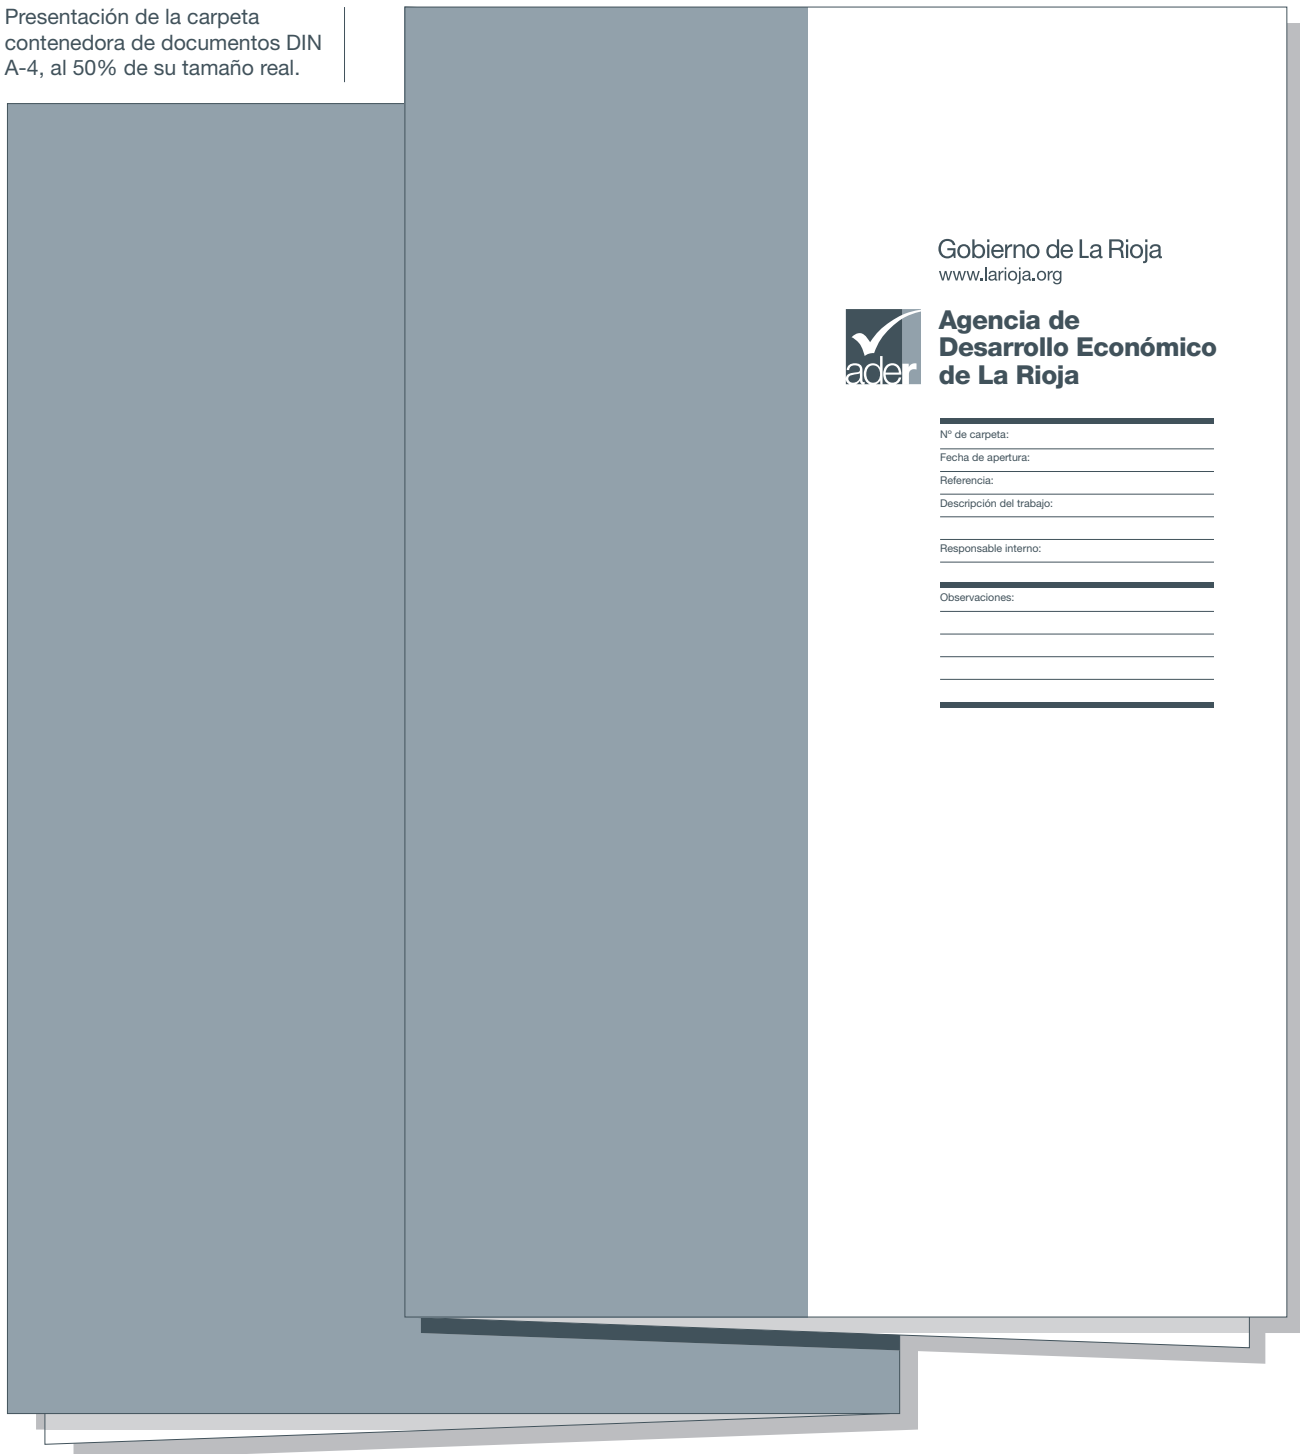 Presentación de la carpeta
contenedora de documentos DIN
A-4, al 50% de su tamaño real.
Gobierno de La Rioja
www.larioja.org
ader
Agencia de
Desarrollo Económico
de La Rioja
Nº de carpeta:
Fecha de apertura:
Referencia:
Descripción del trabajo:
Responsable interno:
Observaciones: